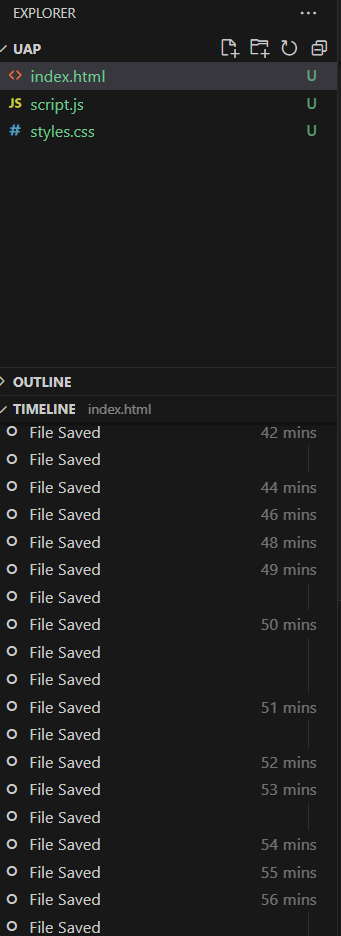 EXPLORER ...
UAP
<> index.html U
JS script.js U
# styles.css U
OUTLINE
TIMELINE index.html
File Saved 42 mins
File Saved
File Saved 44 mins
File Saved 46 mins
File Saved 48 mins
File Saved 49 mins
File Saved
File Saved 50 mins
File Saved
File Saved
File Saved 51 mins
File Saved
File Saved 52 mins
File Saved 53 mins
File Saved
File Saved 54 mins
File Saved 55 mins
File Saved 56 mins
File Saved